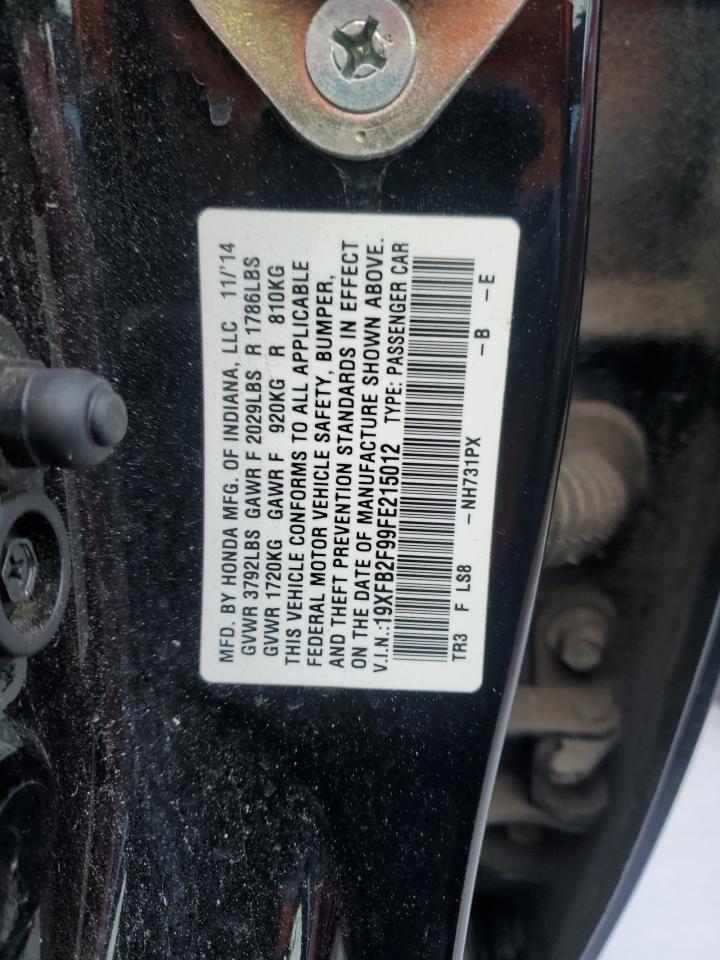 MFD. BY HONDA MFG. OF INDIANA, LLC 11/'14
GVWR 3792LBS GAWR F 2029LBS R 1786LBS
GVWR 1720KG GAWR F 920KG R 810KG
THIS VEHICLE CONFORMS TO ALL APPLICABLE
FEDERAL MOTOR VEHICLE SAFETY, BUMPER,
AND THEFT PREVENTION STANDARDS IN EFFECT
ON THE DATE OF MANUFACTURE SHOWN ABOVE.
V.I.N.:19XFB2F99FE215012 TYPE: PASSENGER CAR
TR3 F LS8 -NH731PX -B -E